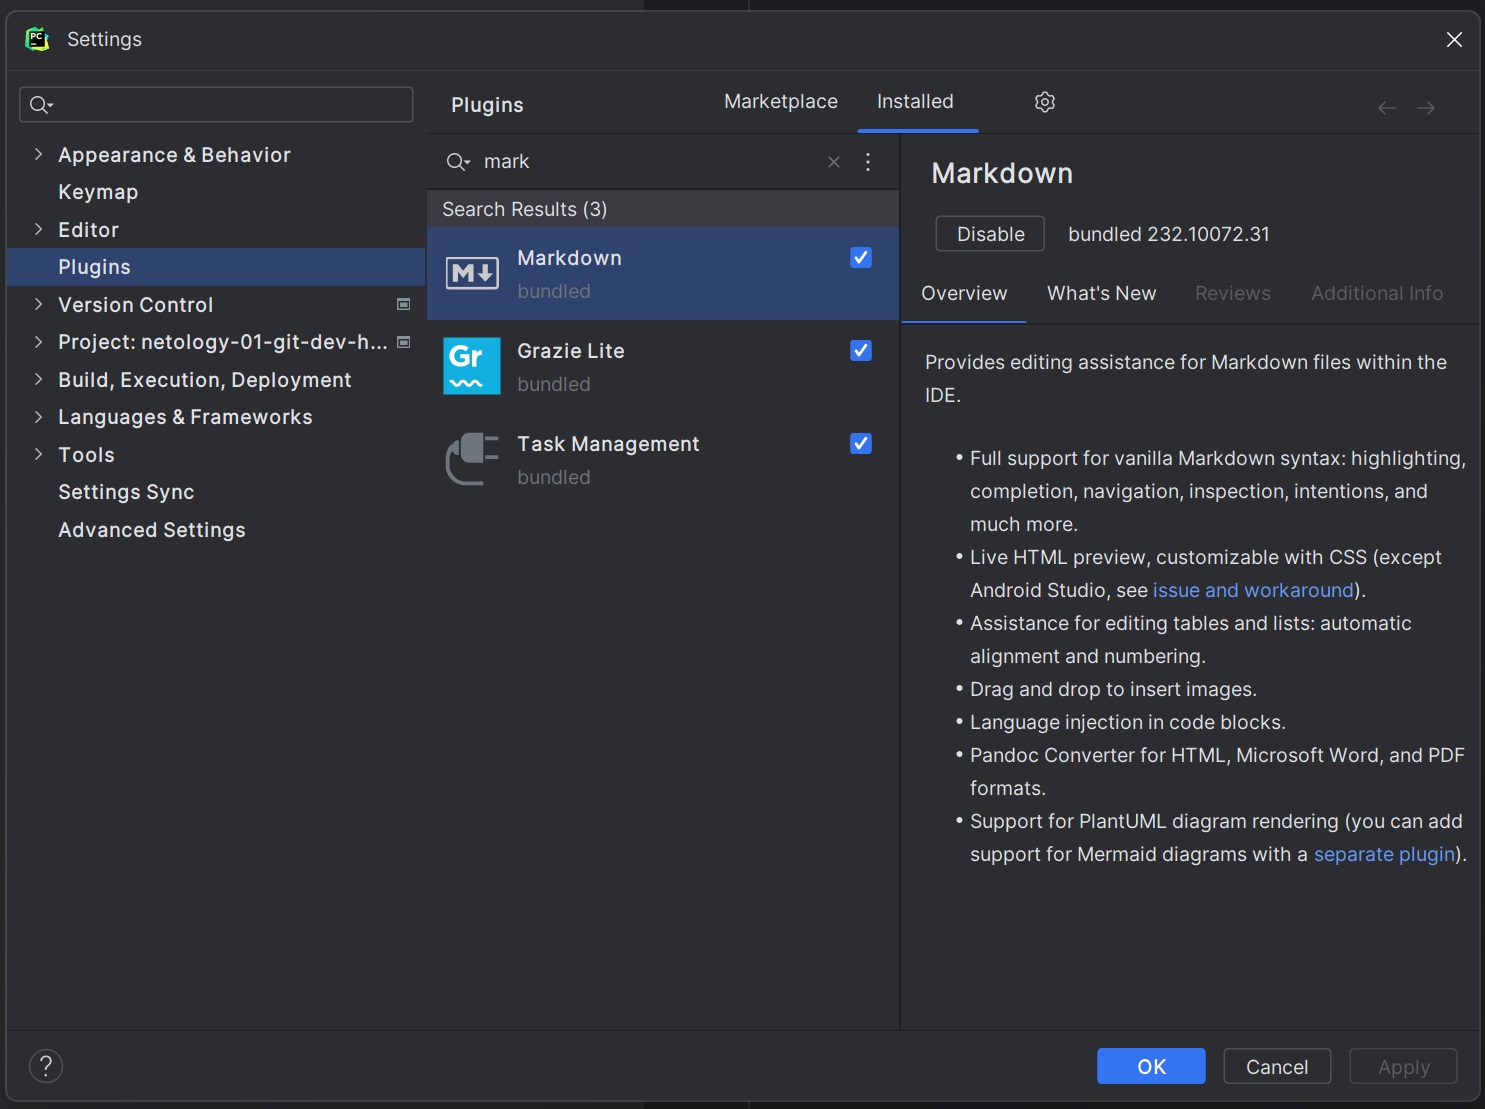 PC
Settings
Appearance & Behavior
Keymap
Editor
Plugins
Version Control
Project: netology-01-git-dev-h...
Build, Execution, Deployment
Languages & Frameworks
Tools
Settings Sync
Advanced Settings
Plugins
Marketplace
Installed
mark
Search Results (3)
M
Markdown
bundled
Gr
Grazie Lite
bundled
Task Management
bundled
Markdown
Disable
bundled 232.10072.31
Overview
What's New
Reviews
Additional Info
Provides editing assistance for Markdown files within the
IDE.
• Full support for vanilla Markdown syntax: highlighting,
completion, navigation, inspection, intentions, and
much more.
• Live HTML preview, customizable with CSS (except
Android Studio, see issue and workaround).
• Assistance for editing tables and lists: automatic
alignment and numbering.
• Drag and drop to insert images.
• Language injection in code blocks.
• Pandoc Converter for HTML, Microsoft Word, and PDF
formats.
• Support for PlantUML diagram rendering (you can add
support for Mermaid diagrams with a separate plugin).
?
OK
Cancel
Apply